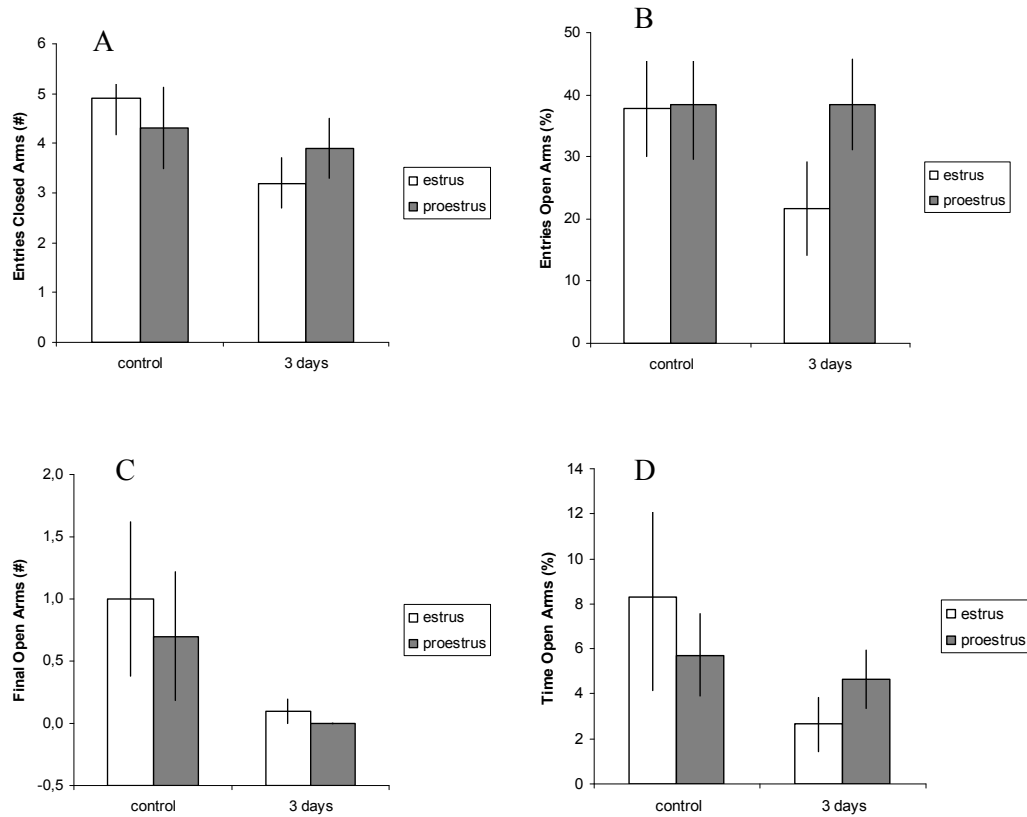 A
Entries Closed Arms (#)
6
5
4
3
2
1
0
control 3 days
estrus
proestrus
B
Entries Open Arms (%)
50
40
30
20
10
0
control 3 days
estrus
proestrus
C
Final Open Arms (#)
2,0
1,5
1,0
0,5
0,0
-0,5
control 3 days
estrus
proestrus
D
Time Open Arms (%)
14
12
10
8
6
4
2
0
control 3 days
estrus
proestrus